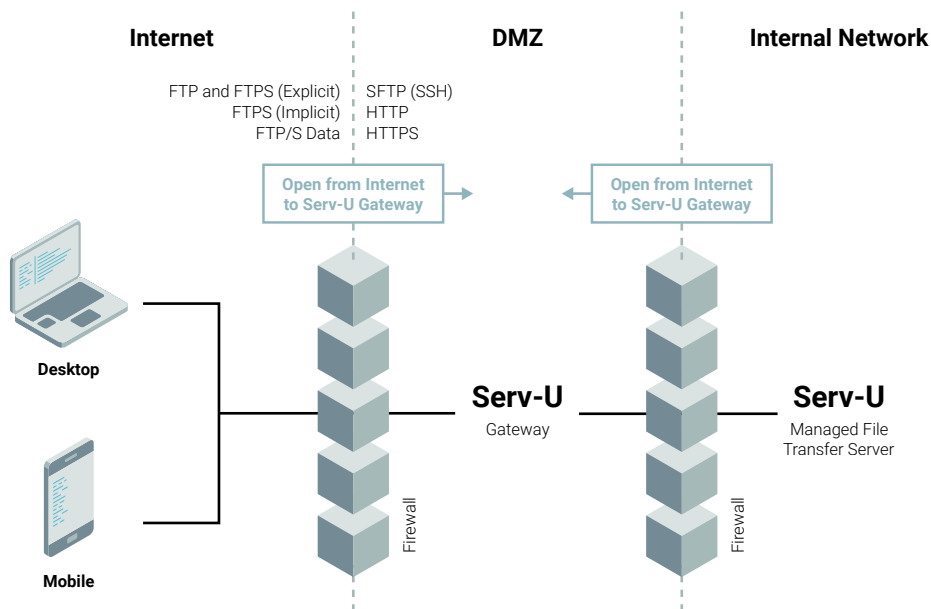 Internet
DMZ
Internal Network
FTP and FTPS (Explicit)
FTPS (Implicit)
FTP/S Data
SFTP (SSH)
HTTP
HTTPS
Open from Internet
to Serv-U Gateway
Open from Internet
to Serv-U Gateway
Desktop
Mobile
Firewall
Serv-U
Gateway
Firewall
Serv-U
Managed File
Transfer Server